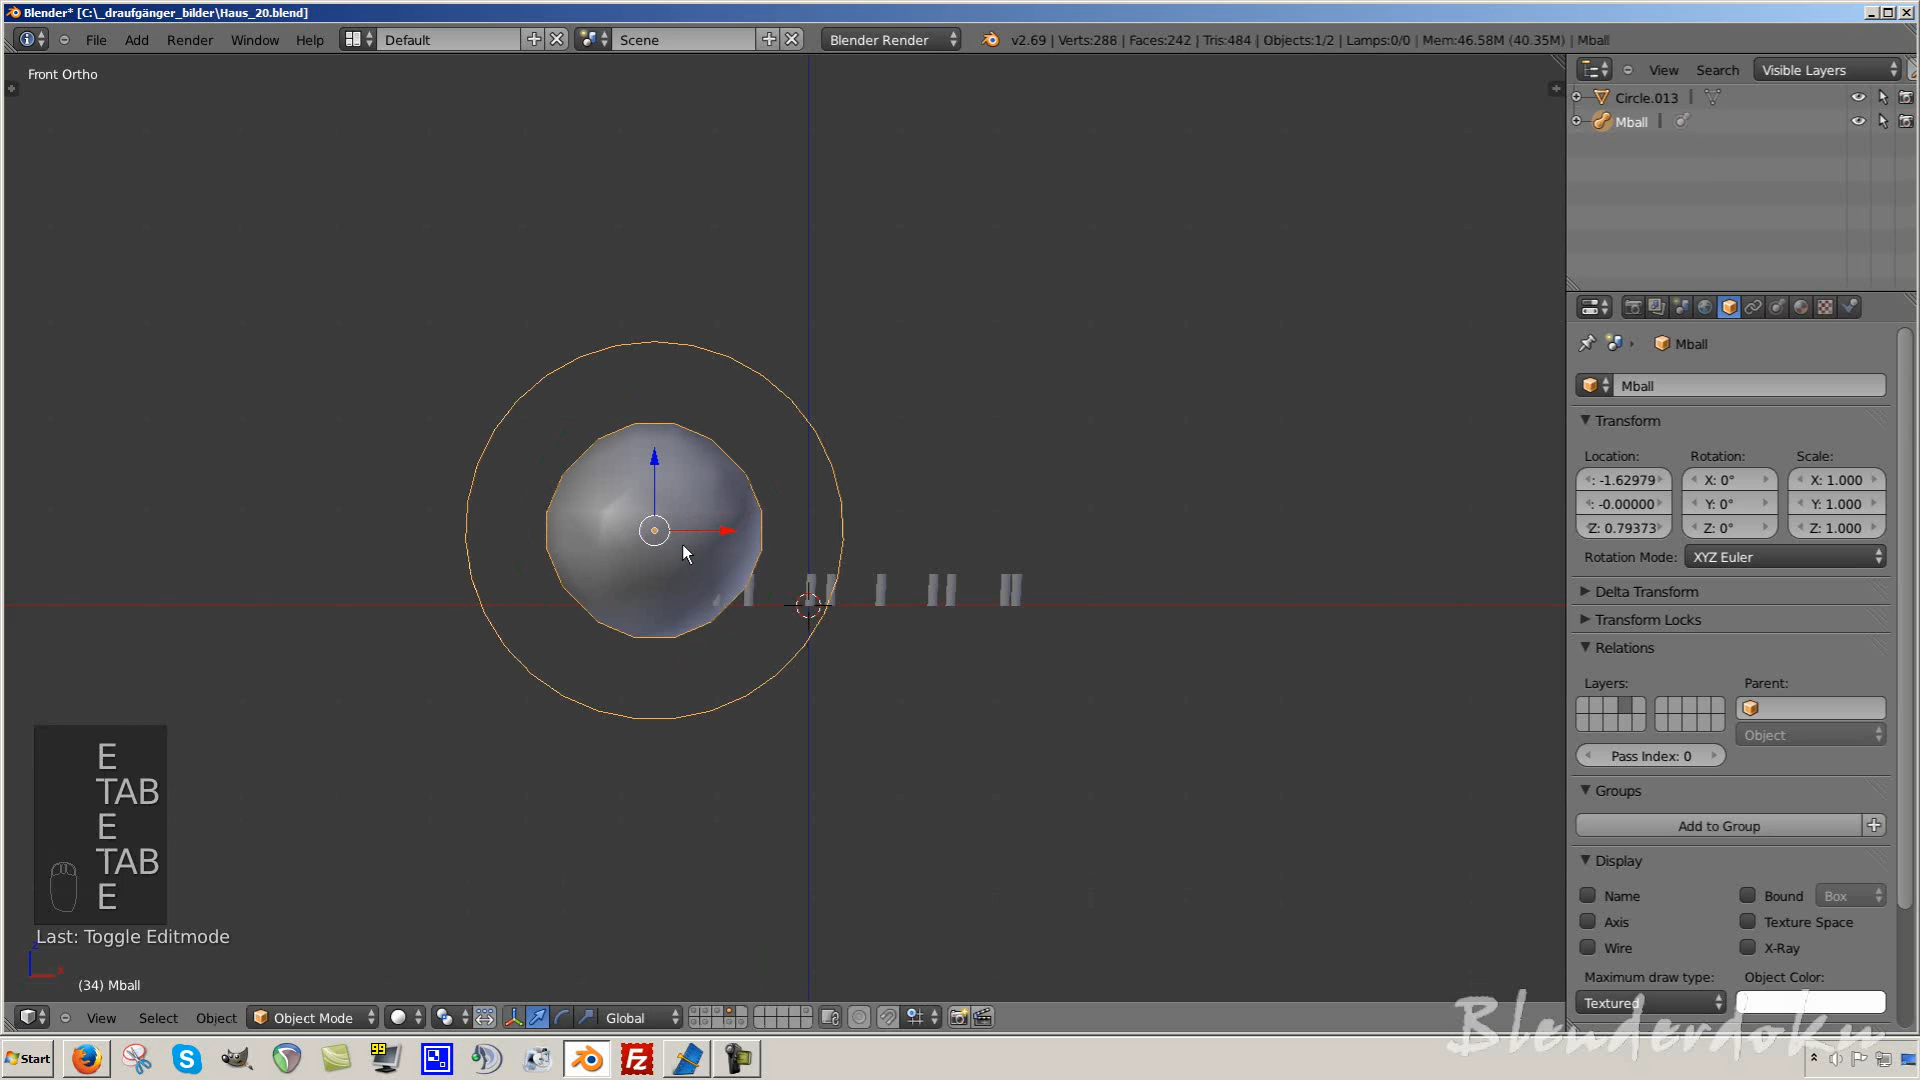 Blender* [C:\_draufgänger_bilder\Haus_20.blend]
File Add Render Window Help Default Scene Blender Render v2.69 | Verts:288 | Faces:242 | Tris:484 | Objects:1/2 | Lamps:0/0 | Mem:46.58M (40.35M) | Mball
Front Ortho
View Search Visible Layers
Circle.013
Mball
Mball
Mball
Transform
Location: Rotation: Scale:
: -1.62979 X: 0° X: 1.000
: -0.00000 Y: 0° Y: 1.000
Z: 0.79373 Z: 0° Z: 1.000
Rotation Mode: XYZ Euler
Delta Transform
Transform Locks
Relations
Layers: Parent:
Object
Pass Index: 0
Groups
Add to Group
Display
Name Bound Box
Axis Texture Space
Wire X-Ray
Maximum draw type: Object Color:
Textured
E
TAB
E
TAB
E
Last: Toggle Editmode
z
x
(34) Mball
View Select Object Object Mode Global
Blenderdoku
Start
99